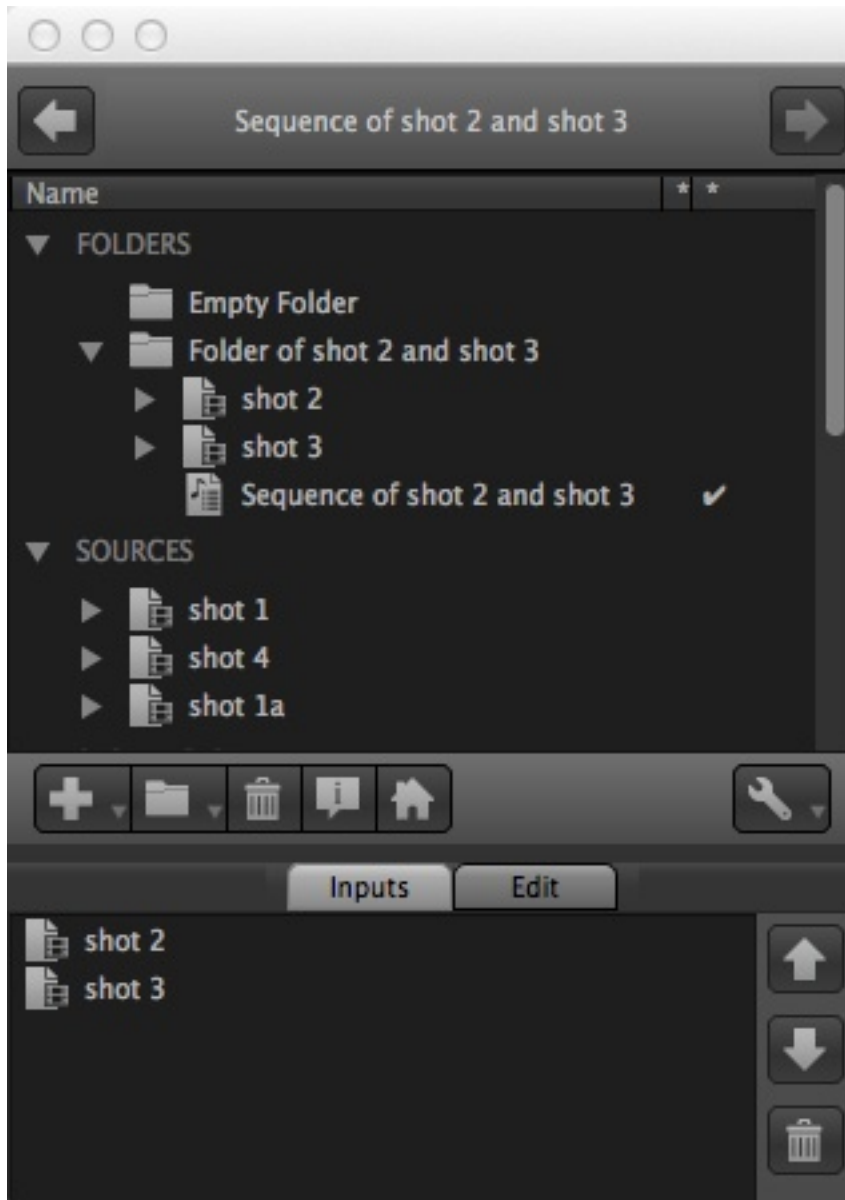 Sequence of shot 2 and shot 3
Name * *
FOLDERS
Empty Folder
Folder of shot 2 and shot 3
shot 2
shot 3
Sequence of shot 2 and shot 3 ✔
SOURCES
shot 1
shot 4
shot 1a
Inputs Edit
shot 2
shot 3